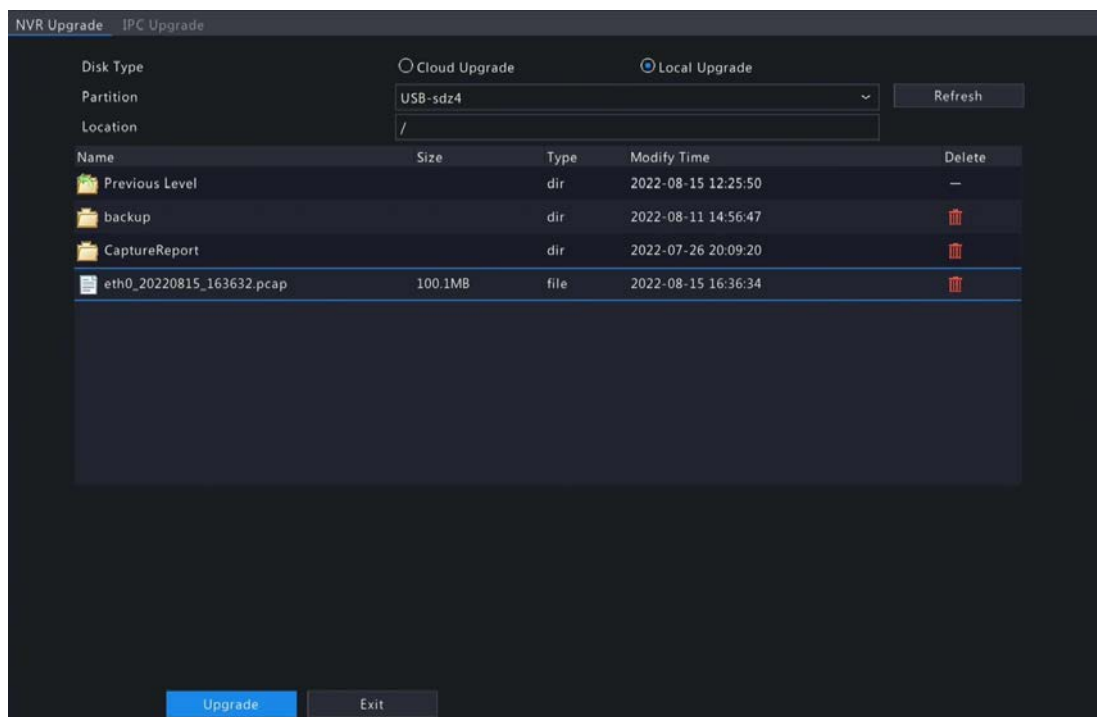 NVR Upgrade IPC Upgrade
Disk Type Cloud Upgrade Local Upgrade
Partition USB-sdz4 Refresh
Location /
Name Size Type Modify Time Delete
Previous Level dir 2022-08-15 12:25:50 —
backup dir 2022-08-11 14:56:47
CaptureReport dir 2022-07-26 20:09:20
eth0_20220815_163632.pcap 100.1MB file 2022-08-15 16:36:34
Upgrade Exit